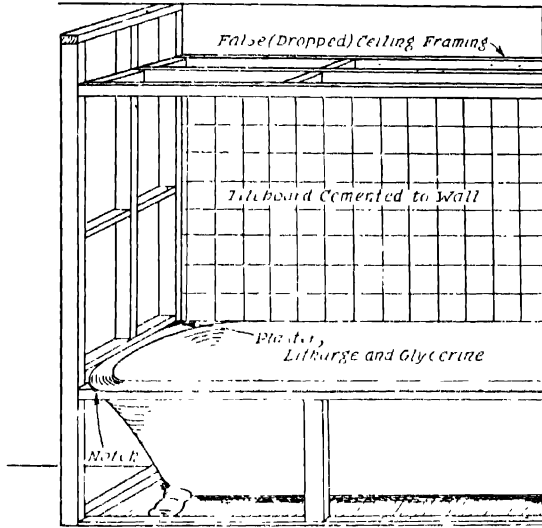 False (Dropped) Ceiling Framing
Tileboard Cemented to Wall
Plaster,
Litharge and Glycerine
Notch